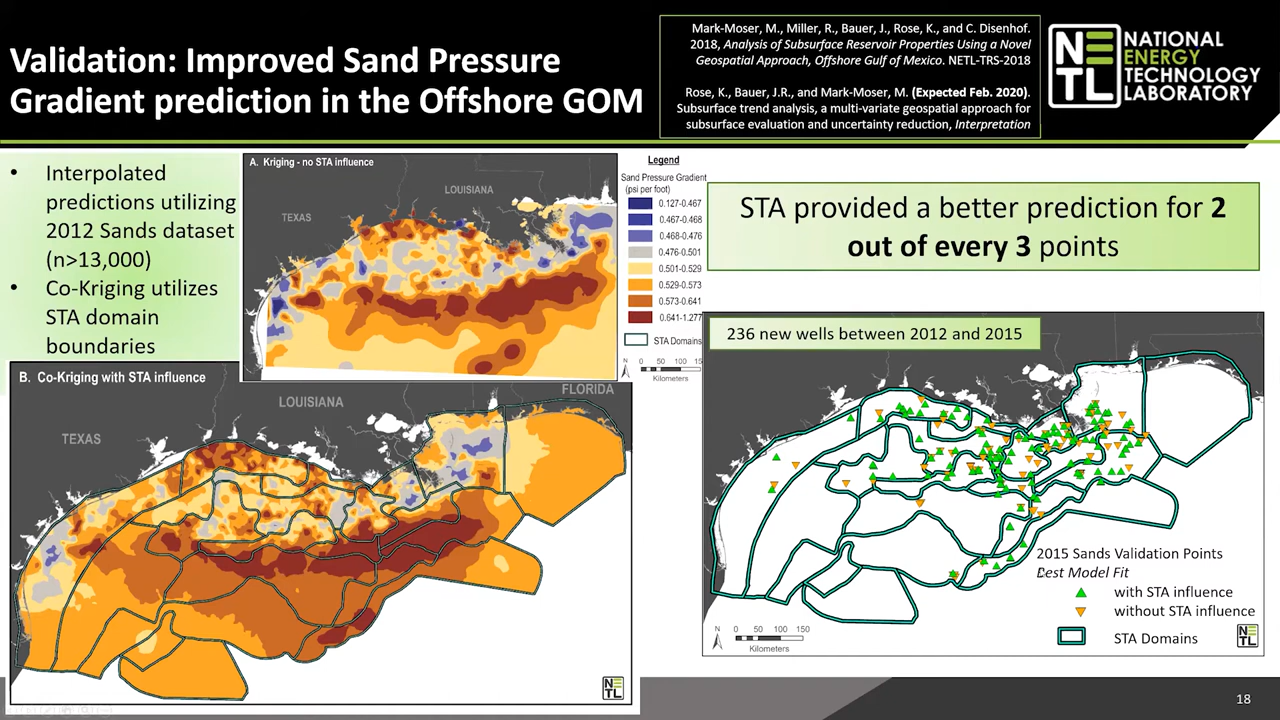 Validation: Improved Sand Pressure
Gradient prediction in the Offshore GOM
Mark-Moser, M., Miller, R., Bauer, J., Rose, K., and C. Disenhof.
2018, Analysis of Subsurface Reservoir Properties Using a Novel
Geospatial Approach, Offshore Gulf of Mexico. NETL-TRS-2018
Rose, K., Bauer, J.R., and Mark-Moser, M. (Expected Feb. 2020).
Subsurface trend analysis, a multi-variate geospatial approach for
subsurface evaluation and uncertainty reduction, Interpretation
NETL
NATIONAL
ENERGY
TECHNOLOGY
LABORATORY
• Interpolated
predictions utilizing
2012 Sands dataset
(n>13,000)
• Co-Kriging utilizes
STA domain
boundaries
A. Kriging - no STA influence
LOUISIANA
TEXAS
Legend
Sand Pressure Gradient
(psi per foot)
0.127-0.467
0.467-0.468
0.468-0.476
0.476-0.501
0.501-0.529
0.529-0.573
0.573-0.641
0.641-1.277
STA Domains
N
0 50 100 15
Kilometers
STA provided a better prediction for 2
out of every 3 points
B. Co-Kriging with STA influence
FLORIDA
LOUISIANA
TEXAS
NETL
236 new wells between 2012 and 2015
2015 Sands Validation Points
Best Model Fit
with STA influence
without STA influence
STA Domains
N
0 50 100 150
Kilometers
NETL
18